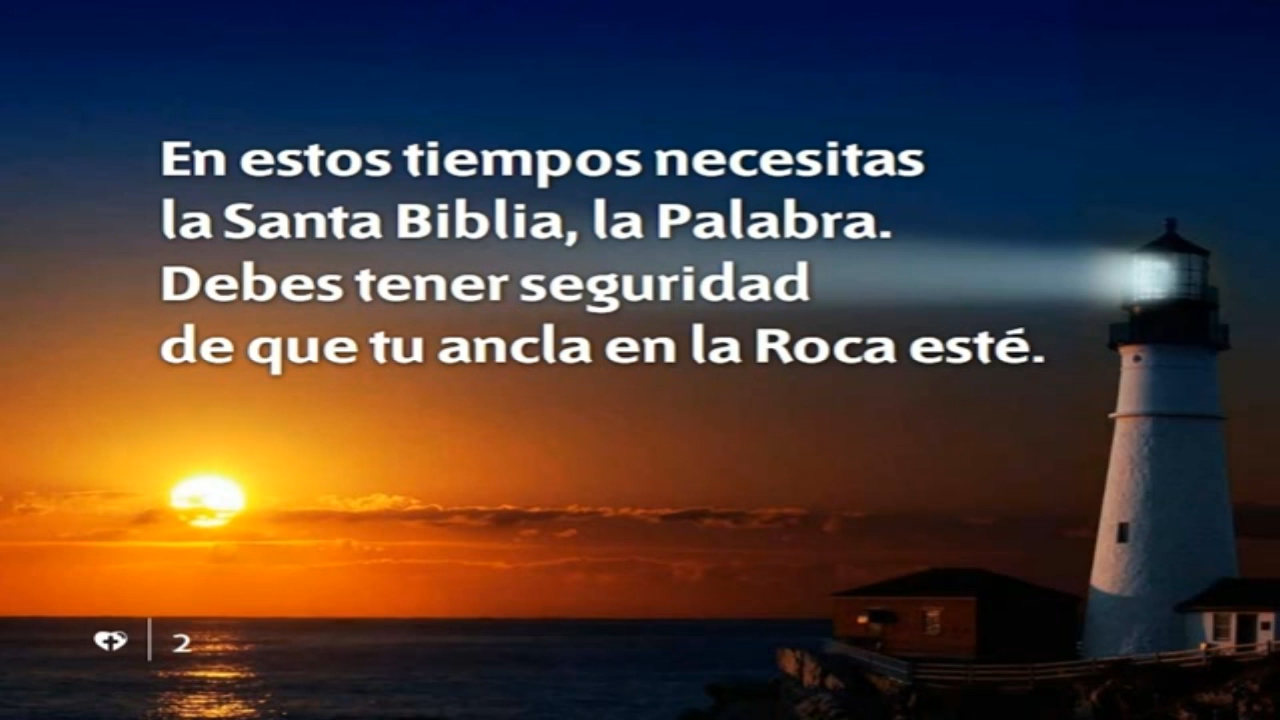 En estos tiempos necesitas
la Santa Biblia, la Palabra.
Debes tener seguridad
de que tu ancla en la Roca esté.
2